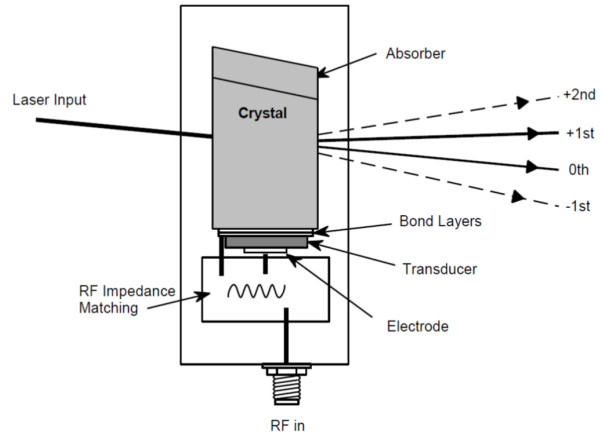 Absorber
Laser Input
Crystal
+2nd
+1st
0th
-1st
Bond Layers
Transducer
RF Impedance
Matching
Electrode
RF in